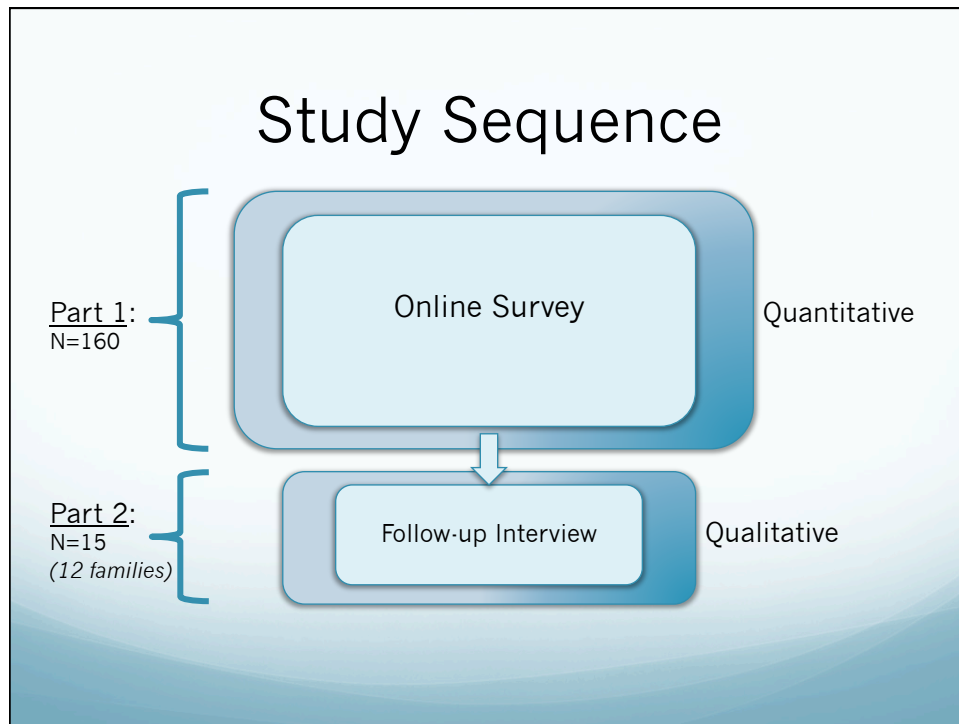 Study Sequence
Part 1:
N=160
Online Survey
Quantitative
Part 2:
N=15
(12 families)
Follow-up Interview
Qualitative